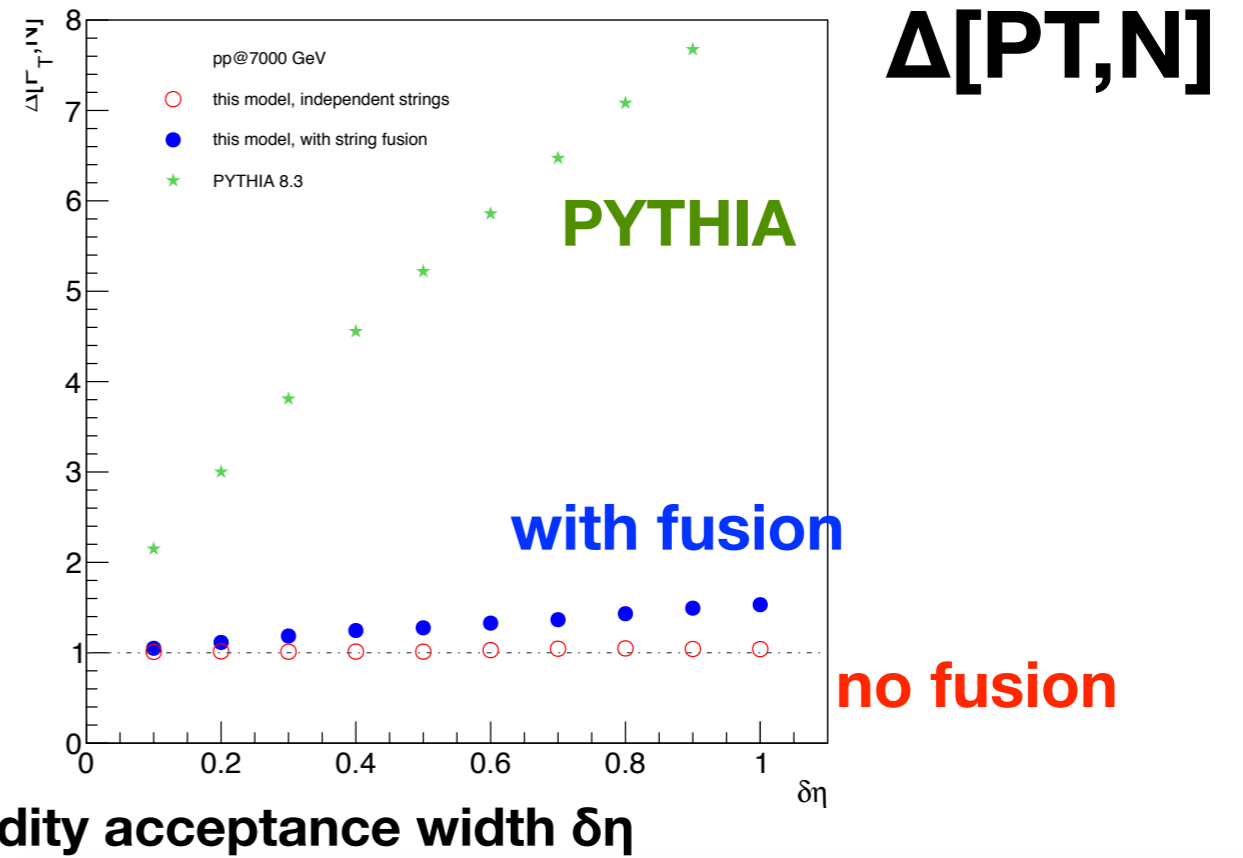 Δ[PT,N]
8
pp@7000 GeV
this model, independent strings
this model, with string fusion
PYTHIA 8.3
7
6
PYTHIA
5
4
3
with fusion
2
1
no fusion
0
0 0.2 0.4 0.6 0.8 1
δη
acceptance width δη